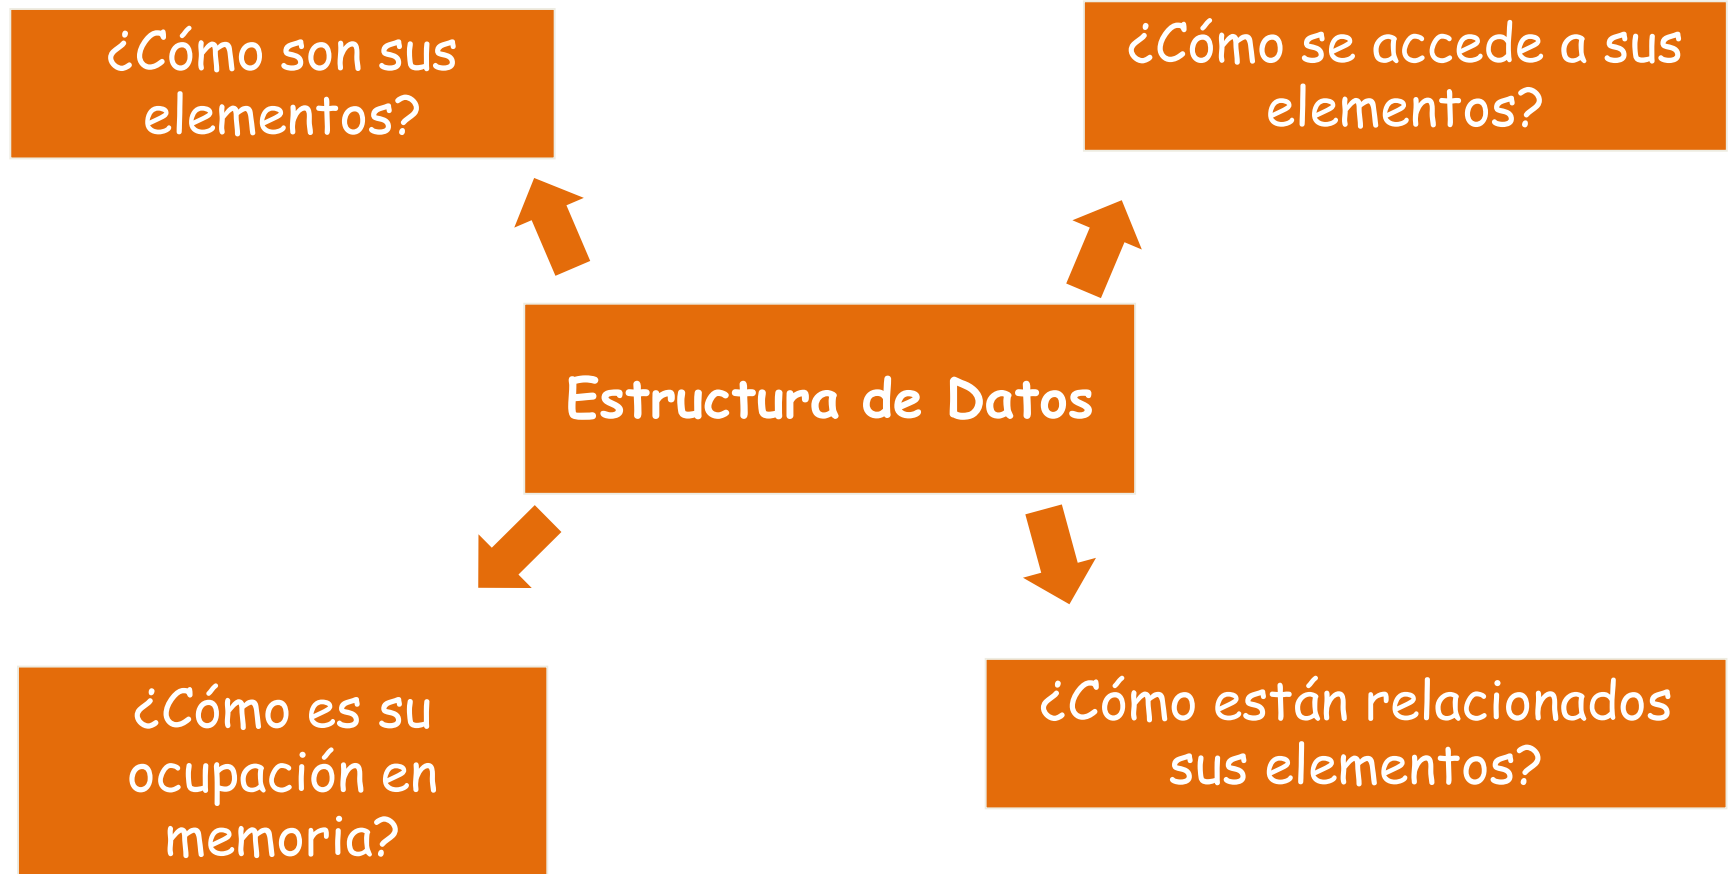 ¿Cómo son sus
elementos?
¿Cómo se accede a sus
elementos?
Estructura de Datos
¿Cómo es su
ocupación en
memoria?
¿Cómo están relacionados
sus elementos?